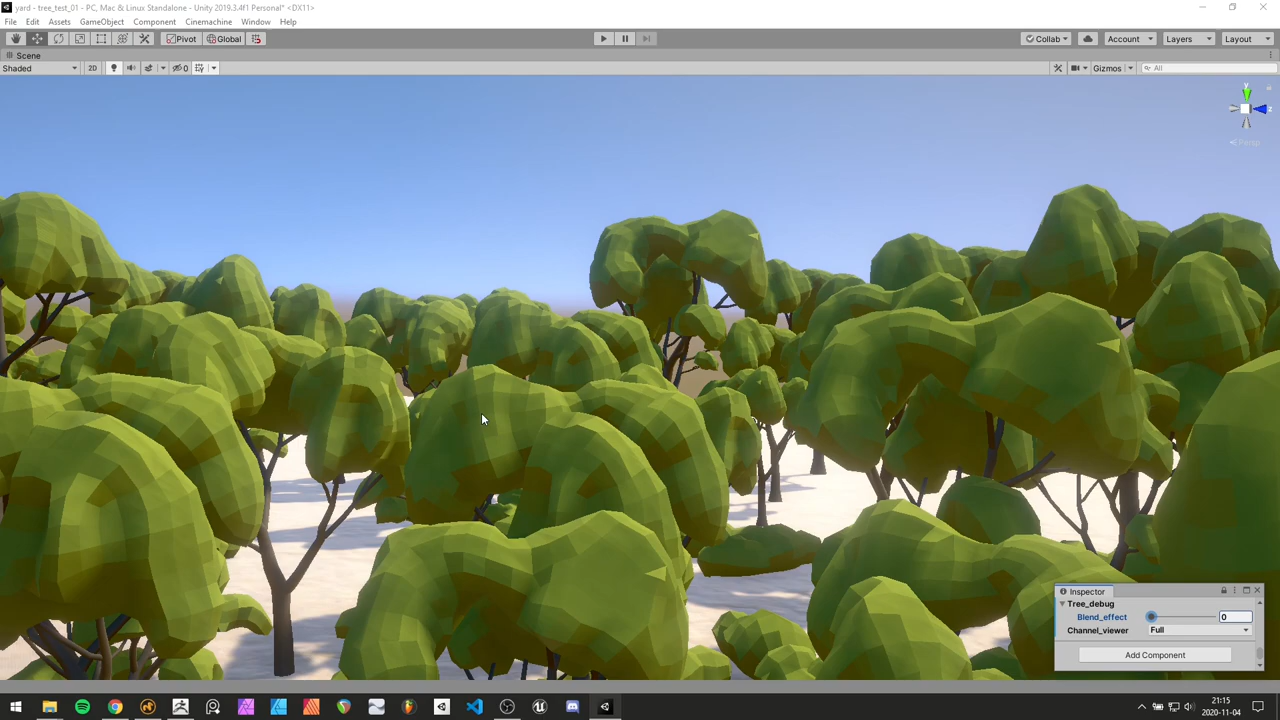 yard - tree_test_01 - PC, Mac & Linux Standalone - Unity 2019.3.4f1 Personal* <DX11>
File Edit Assets GameObject Component Cinemachine Window Help
Pivot Global Collab Account Layers Layout
Scene
Shaded 2D 0 Gizmos All
y
z
Persp
Inspector
Tree_debug
Blend_effect 0
Channel_viewer Full
Add Component
21:15
2020-11-04